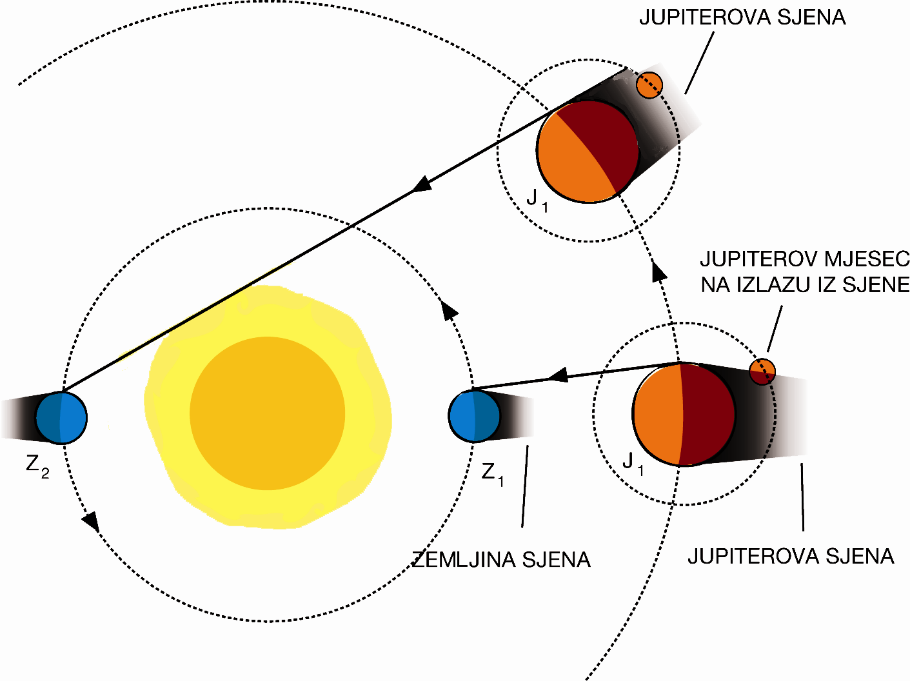 JUPITEROVA SJENA
J1
JUPITEROV MJESEC
NA IZLAZU IZ SJENE
Z2
Z1
J1
ZEMLJINA SJENA
JUPITEROVA SJENA